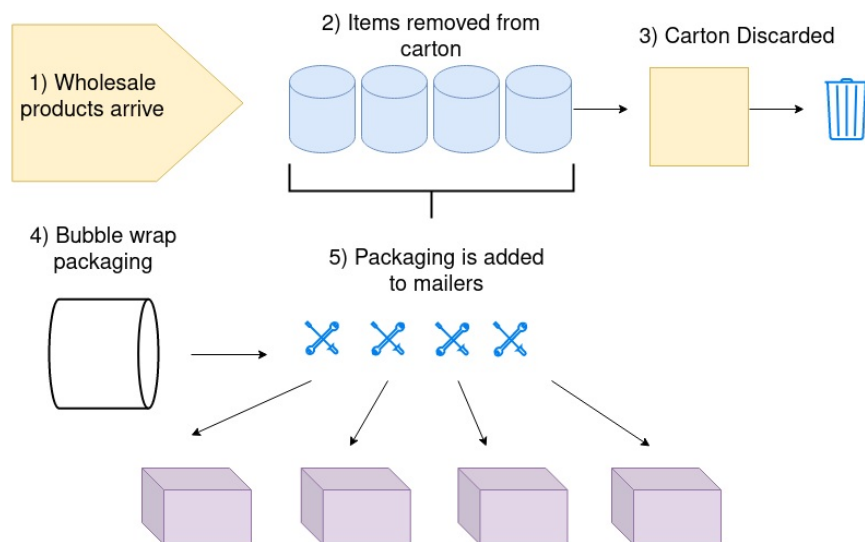 1) Wholesale
products arrive
2) Items removed from
carton
3) Carton Discarded
4) Bubble wrap
packaging
5) Packaging is added
to mailers